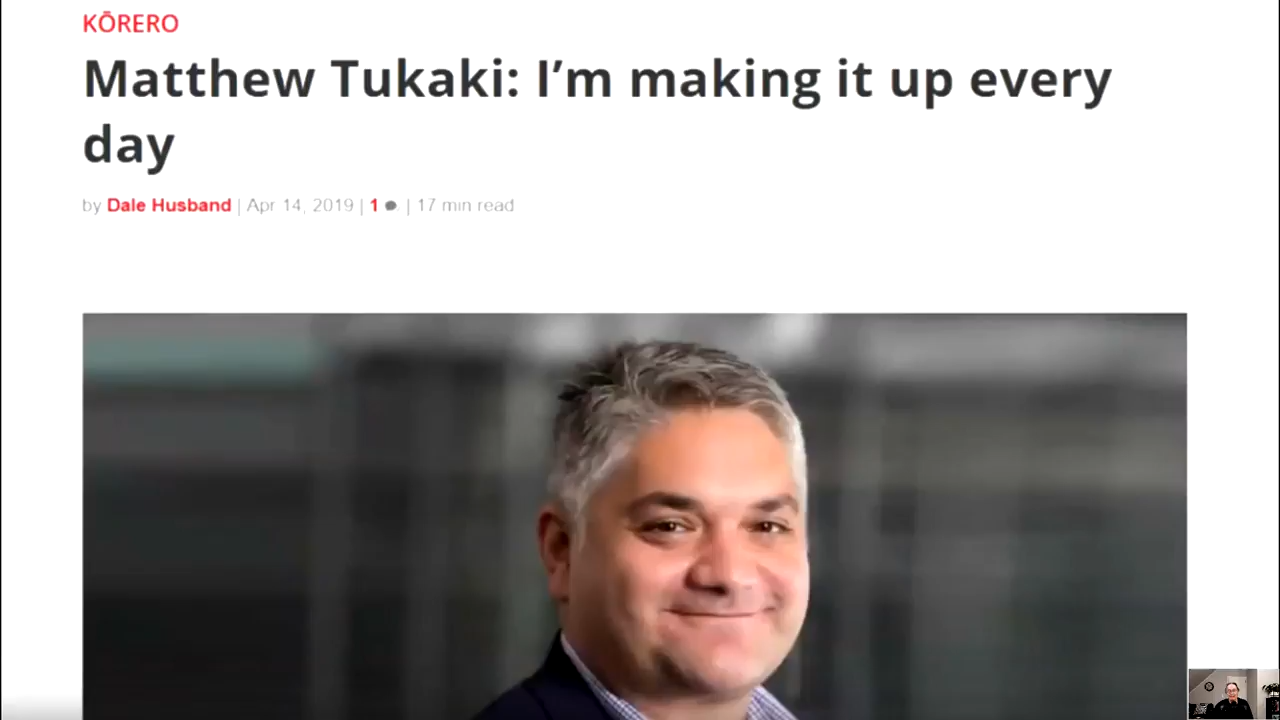 KŌRERO
Matthew Tukaki: I’m making it up every
day
by Dale Husband | Apr 14, 2019 | 1 | 17 min read